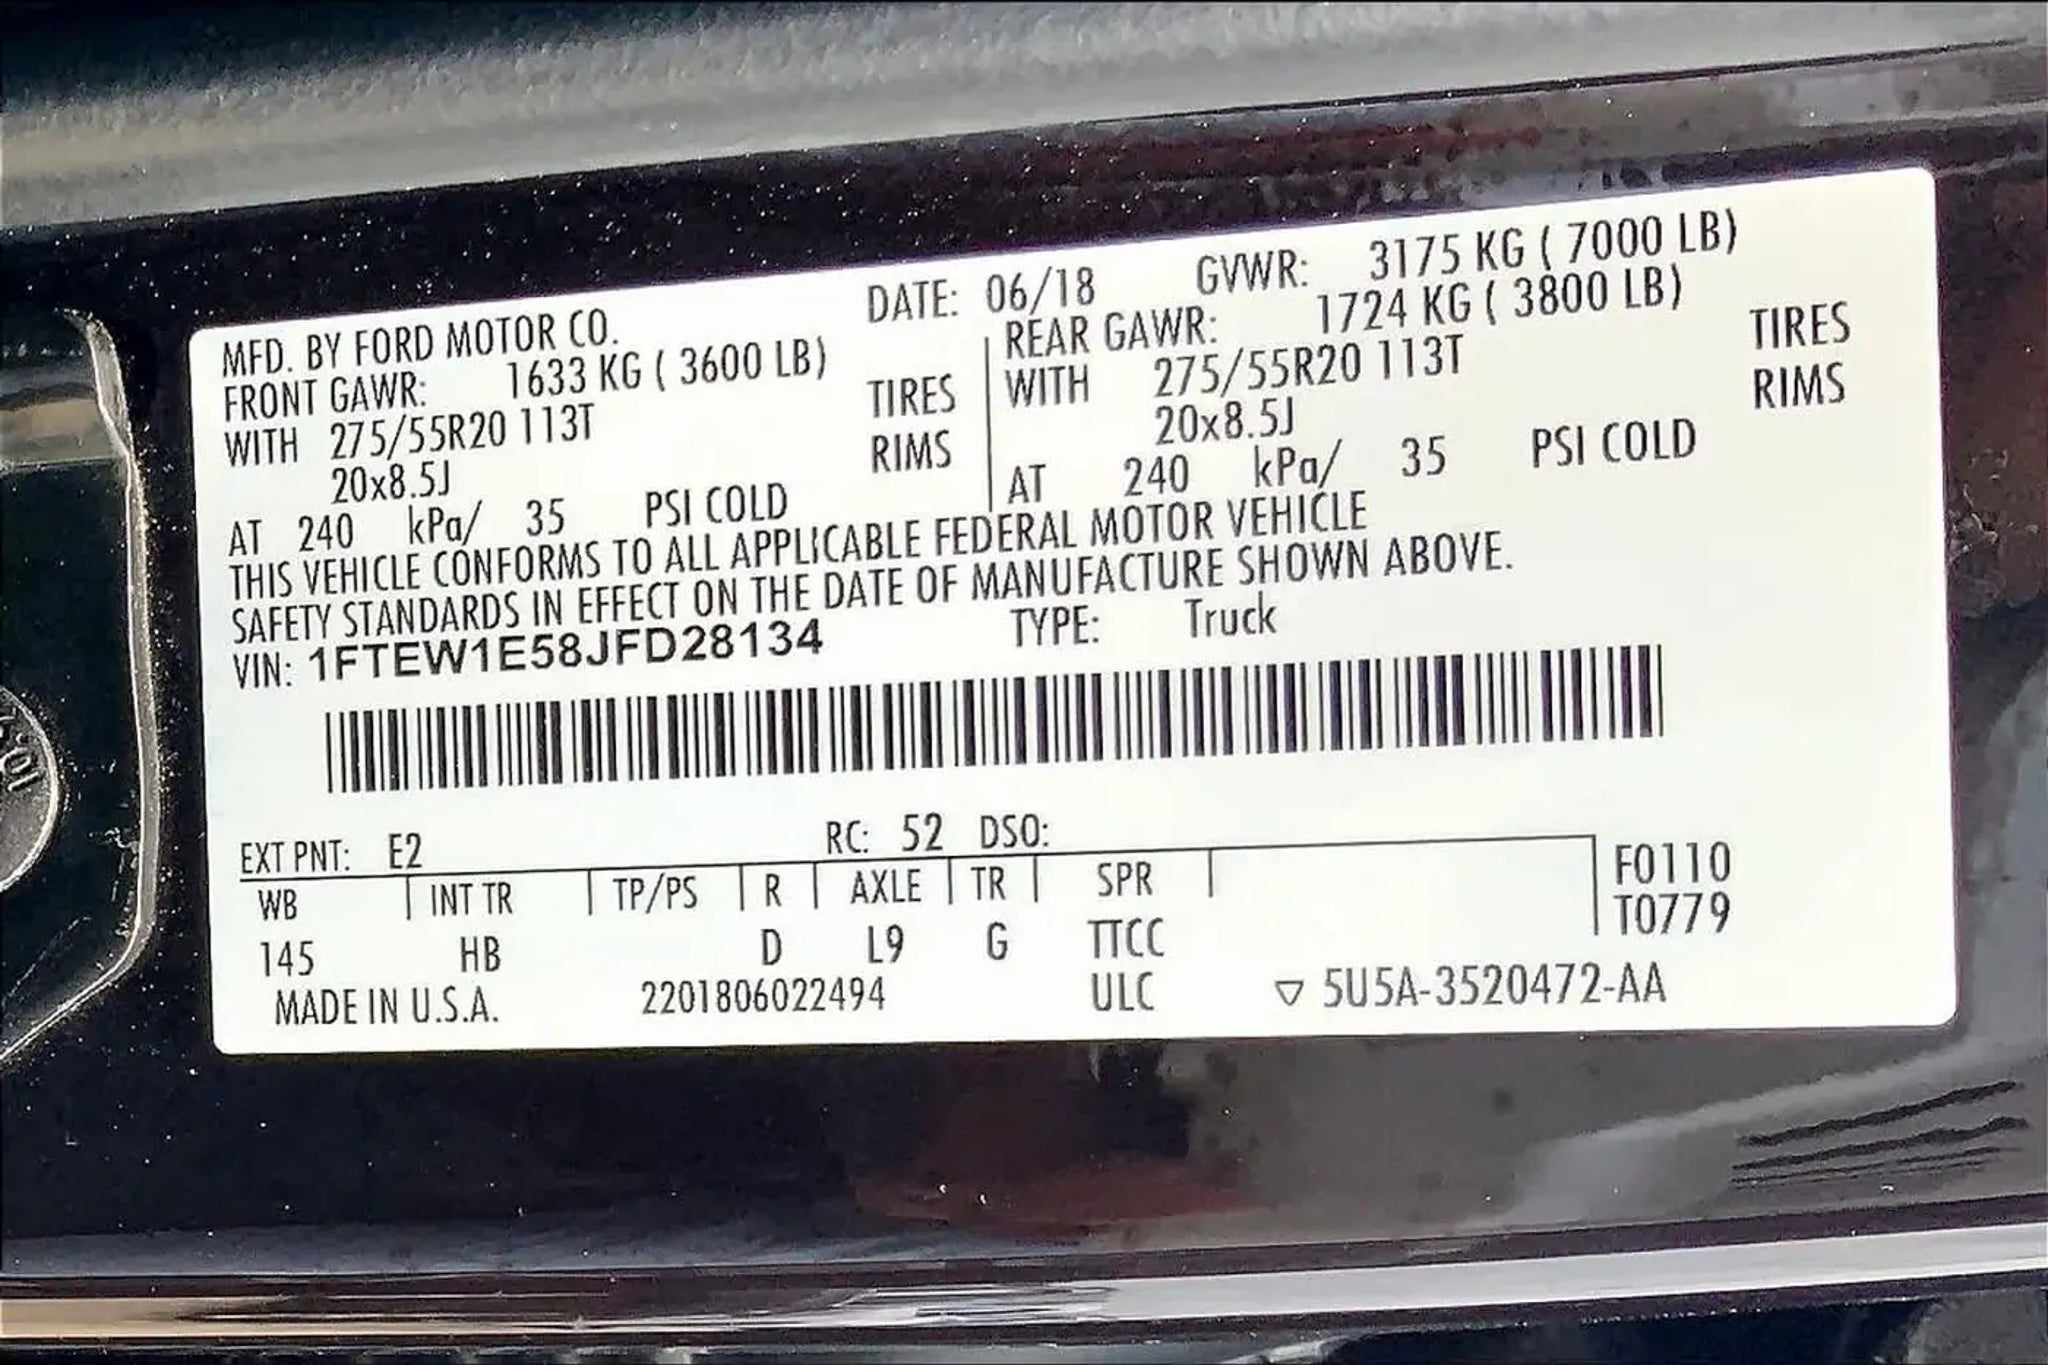 MFD. BY FORD MOTOR CO. DATE: 06/18 GVWR: 3175 KG ( 7000 LB)
FRONT GAWR: 1633 KG ( 3600 LB) REAR GAWR: 1724 KG ( 3800 LB)
WITH 275/55R20 113T TIRES WITH 275/55R20 113T TIRES
20x8.5J RIMS 20x8.5J RIMS
AT 240 kPa/ 35 PSI COLD AT 240 kPa/ 35 PSI COLD
THIS VEHICLE CONFORMS TO ALL APPLICABLE FEDERAL MOTOR VEHICLE
SAFETY STANDARDS IN EFFECT ON THE DATE OF MANUFACTURE SHOWN ABOVE.
VIN: 1FTEW1E58JFD28134 TYPE: Truck
EXT PNT: E2 RC: 52 DSO:
WB INT TR TP/PS R AXLE TR SPR F0110
T0779
145 HB D L9 G TTCC
MADE IN U.S.A. 2201806022494 ULC ▽ 5U5A-3520472-AA